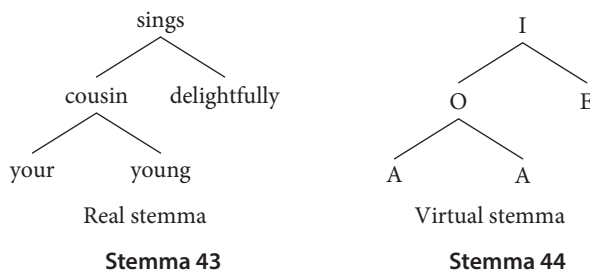 sings I
cousin delightfully O E
your young A A
Real stemma Virtual stemma
Stemma 43 Stemma 44